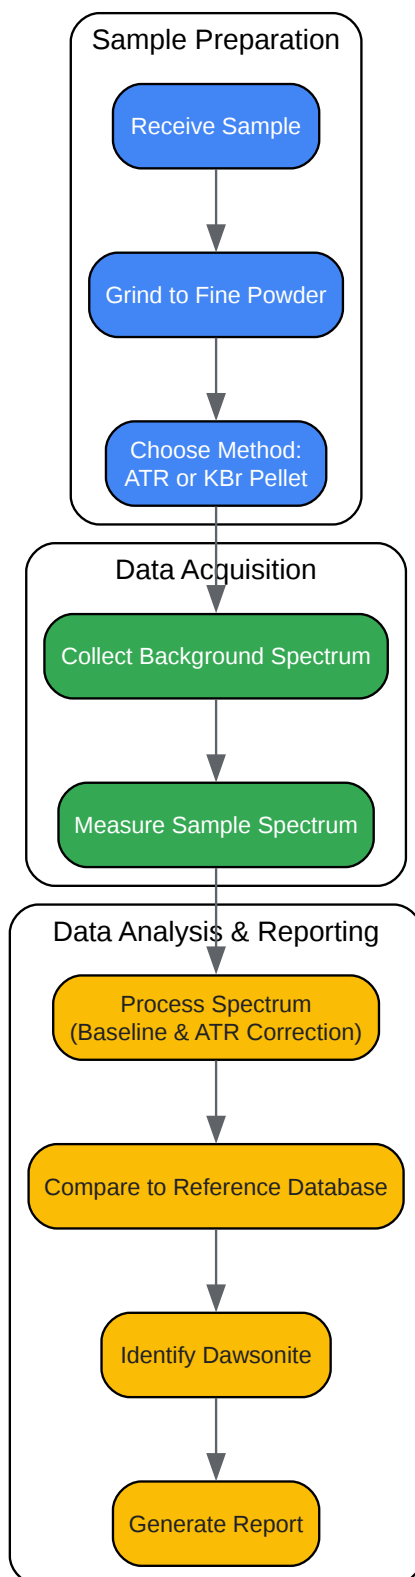 Sample Preparation
Receive Sample
Grind to Fine Powder
Choose Method:
ATR or KBr Pellet
Data Acquisition
Collect Background Spectrum
Measure Sample Spectrum
Data Analysis & Reporting
Process Spectrum
(Baseline & ATR Correction)
Compare to Reference Database
Identify Dawsonite
Generate Report